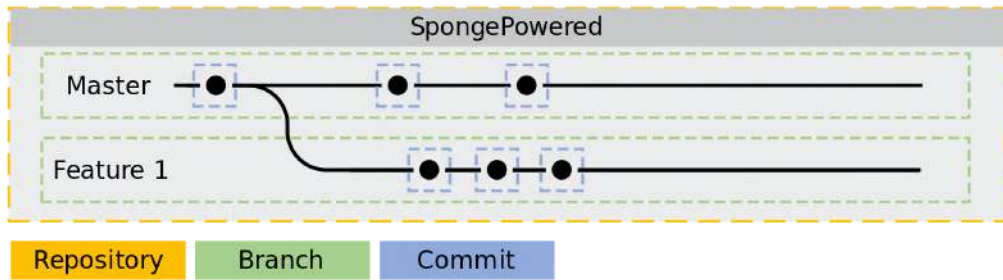 SpongePowered
Master
Feature 1
Repository
Branch
Commit